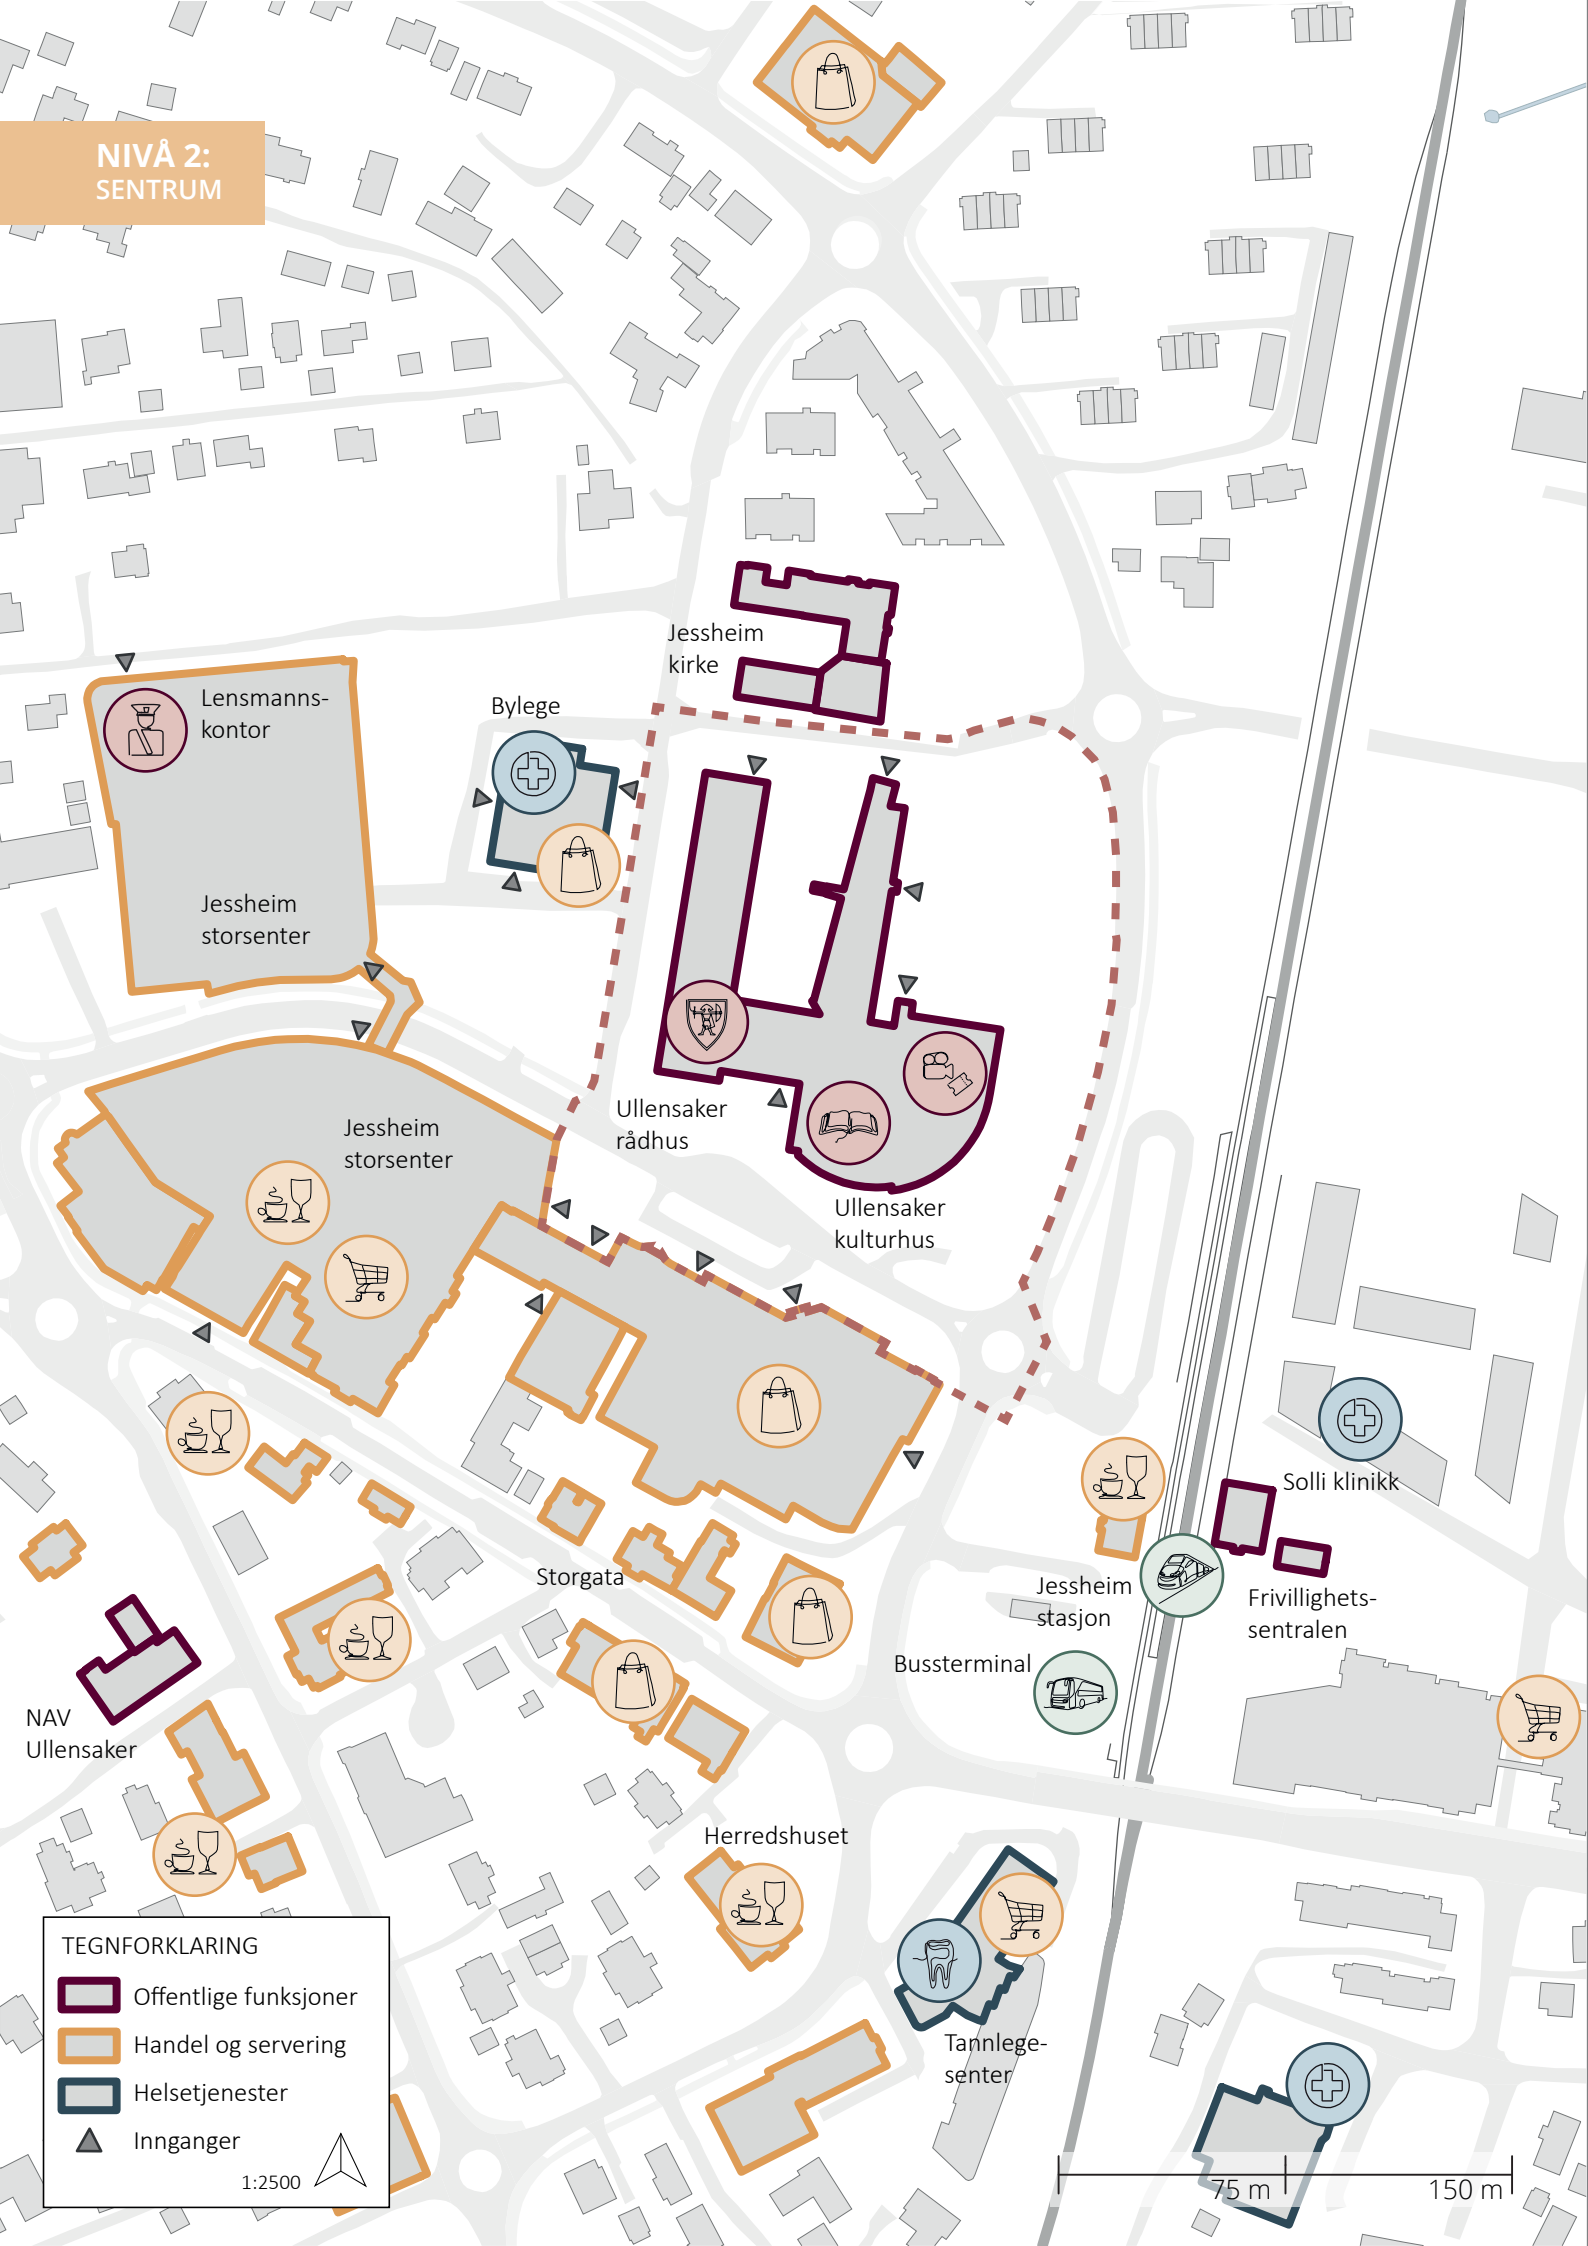 NIVÅ 2:
SENTRUM
Jessheim
kirke
Lensmanns-
kontor
Bylege
Jessheim
storsenter
Ullensaker
rådhus
Jessheim
storsenter
Ullensaker
kulturhus
Solli klinikk
Storgata
Jessheim
stasjon
Frivillighets-
sentralen
Bussterminal
NAV
Ullensaker
Herredshuset
Tannlege-
senter
TEGNFORKLARING
Offentlige funksjoner
Handel og servering
Helsetjenester
Innganger
1:2500
75 m
150 m